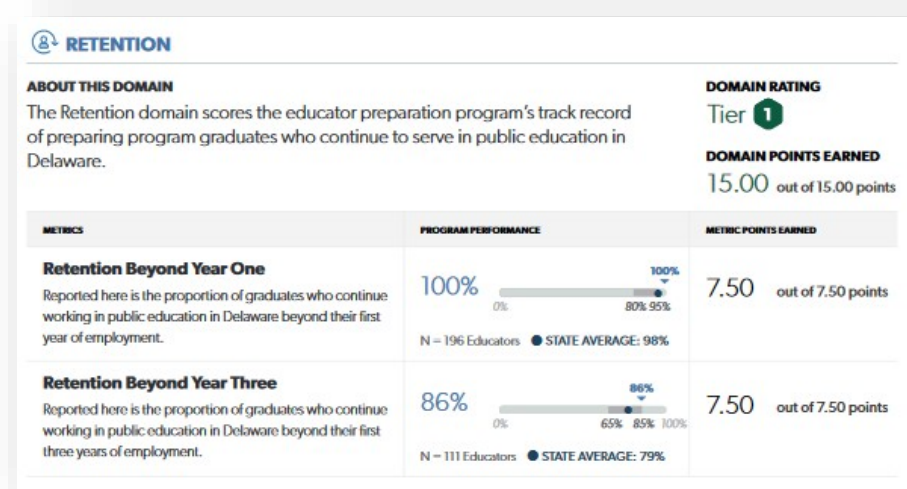 RETENTION
ABOUT THIS DOMAIN
The Retention domain scores the educator preparation program's track record
of preparing program graduates who continue to serve in public education in
Delaware.
DOMAIN RATING
Tier 1
DOMAIN POINTS EARNED
15.00 out of 15.00 points
METRICS PROGRAM PERFORMANCE METRIC POINTS EARNED
Retention Beyond Year One
Reported here is the proportion of graduates who continue
working in public education in Delaware beyond their first
year of employment.
100%
100%
0% 80% 95%
N = 196 Educators STATE AVERAGE: 98%
7.50 out of 7.50 points
Retention Beyond Year Three
Reported here is the proportion of graduates who continue
working in public education in Delaware beyond their first
three years of employment.
86%
86%
0% 65% 85% 100%
N = 111 Educators STATE AVERAGE: 79%
7.50 out of 7.50 points